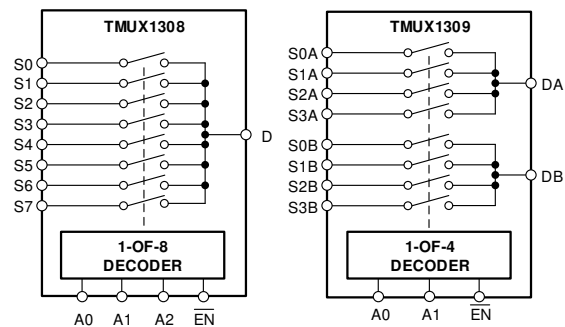 TMUX1308
S0
S1
S2
S3
S4
S5
S6
S7
D
1-OF-8
DECODER
A0 A1 A2 EN
TMUX1309
S0A
S1A
S2A
S3A
DA
S0B
S1B
S2B
S3B
DB
1-OF-4
DECODER
A0 A1 EN